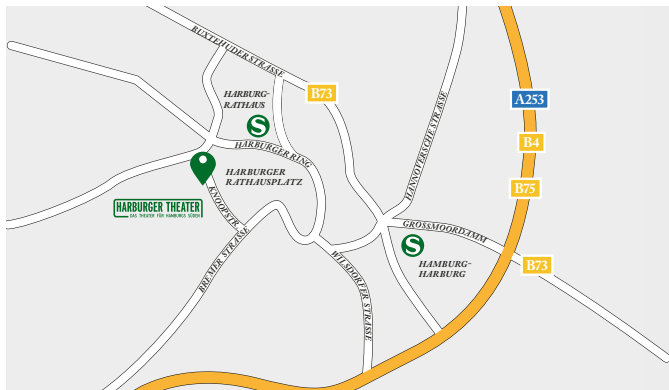 BUXTEHUDER STRASSE
HARBURG-
RATHAUS
B73
A253
S
HANNOVERSCHE STRASSE
B4
HARBURGER RING
HARBURGER
RATHAUSPLATZ
B75
KNOOPSTR.
HARBURGER THEATER
DAS THEATER FÜR HAMBURGS SÜDEN
GROSSMOORDAMM
S
BREMER STRASSE
HAMBURG-
HARBURG
B73
WILSDORFER STRASSE